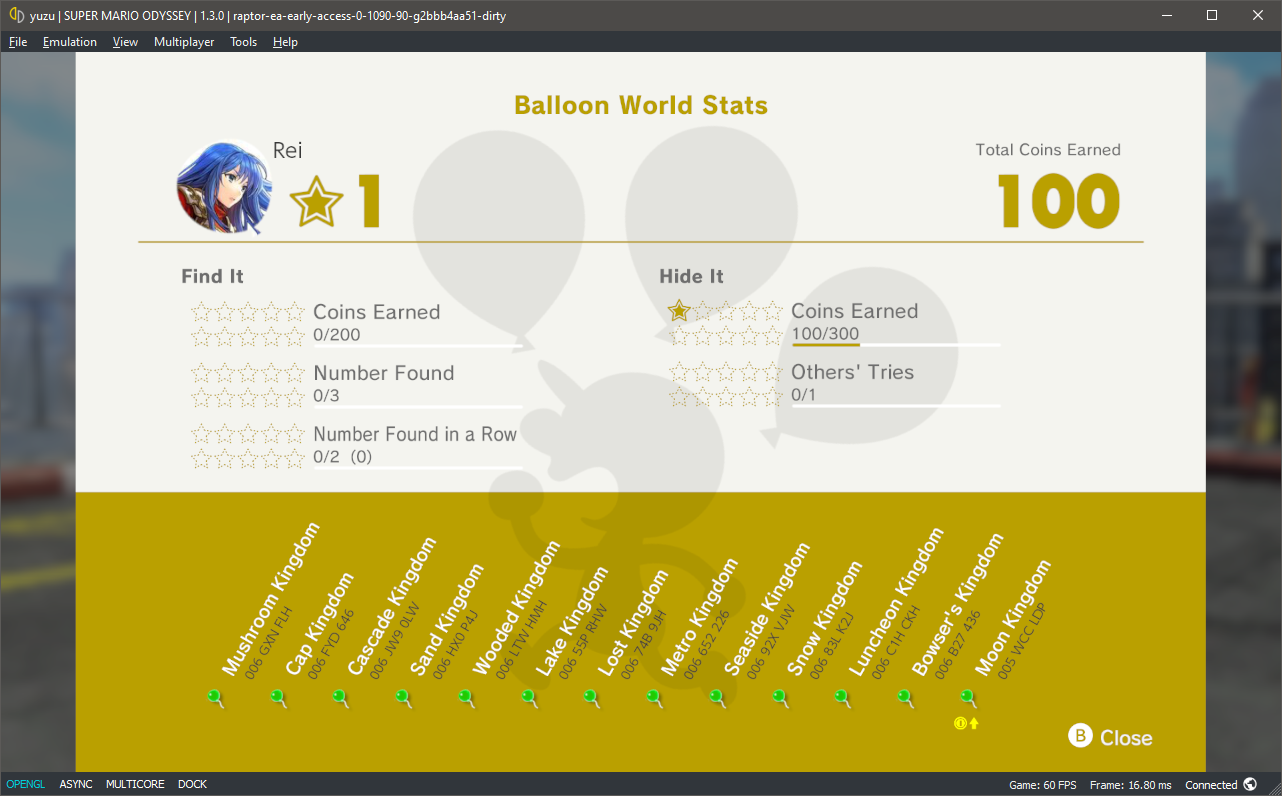 yuzu | SUPER MARIO ODYSSEY | 1.3.0 | raptor-ea-early-access-0-1090-90-g2bbb4aa51-dirty
File Emulation View Multiplayer Tools Help
Balloon World Stats
Rei
1
Total Coins Earned
100
Find It
Coins Earned
0/200
Number Found
0/3
Number Found in a Row
0/2 (0)
Hide It
Coins Earned
100/300
Others' Tries
0/1
Mushroom Kingdom
006 GXN FLH
Cap Kingdom
006 FYD 646
Cascade Kingdom
006 JW9 0LW
Sand Kingdom
006 HX0 P4J
Wooded Kingdom
006 LTW HMH
Lake Kingdom
006 55P RHW
Lost Kingdom
006 74B 9JH
Metro Kingdom
006 652 226
Seaside Kingdom
006 92X VJW
Snow Kingdom
006 83L K2J
Luncheon Kingdom
006 C1H CKH
Bowser's Kingdom
006 B27 436
Moon Kingdom
005 WCC LDP
B Close
OPENGL ASYNC MULTICORE DOCK
Game: 60 FPS Frame: 16.80 ms Connected